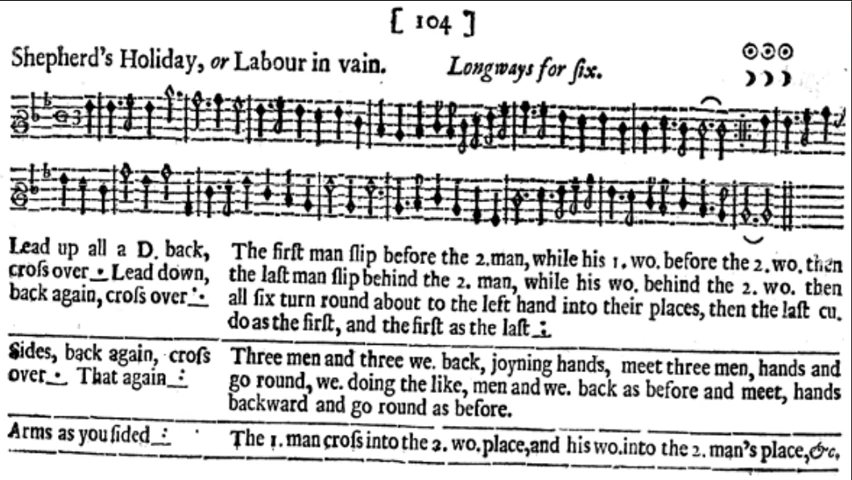 [ 104 ]
Shepherd's Holiday, or Labour in vain. Longways for ſix.
Lead up all a D. back,
croſs over . Lead down,
back again, croſs over :
The firſt man ſlip before the 2. man, while his 1. wo. before the 2. wo. then
the laſt man ſlip behind the 2. man, while his wo. behind the 2. wo. then
all ſix turn round about to the left hand into their places, then the laſt cu.
do as the firſt, and the firſt as the laſt :
Sides, back again, croſs
over . That again :
Three men and three we. back, joyning hands, meet three men, hands and
go round, we. doing the like, men and we. back as before and meet, hands
backward and go round as before.
Arms as you ſided :
The 1. man croſs into the 2. wo. place, and his wo. into the 2. man's place, &c.